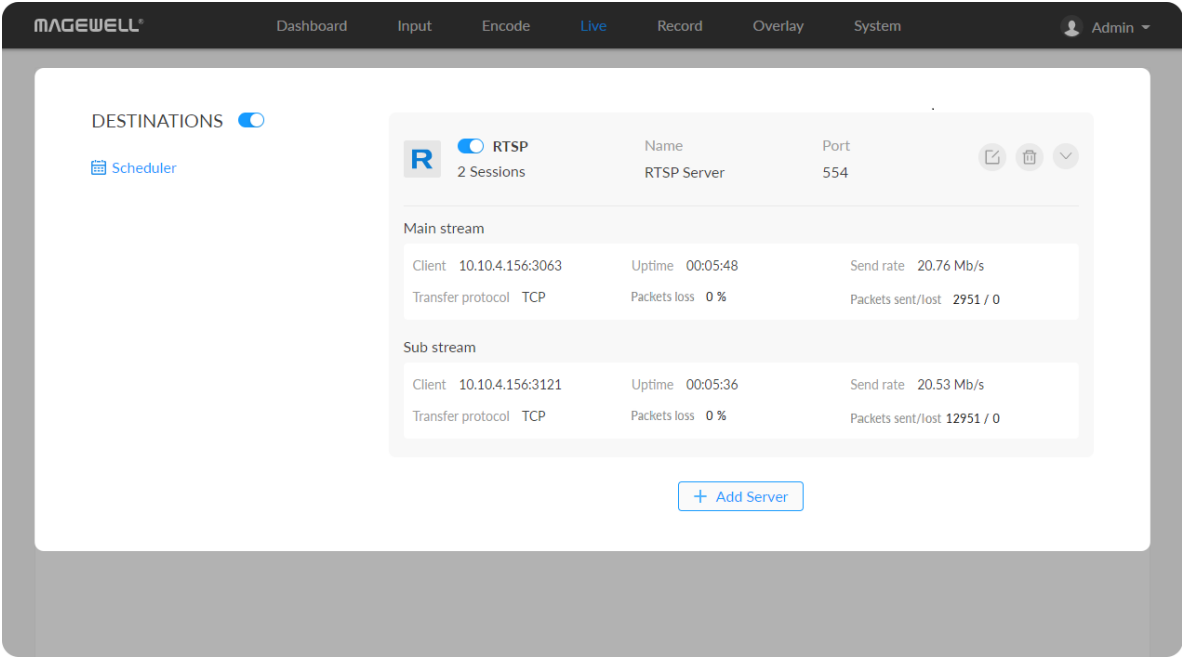 MAGEWELL® Dashboard Input Encode Live Record Overlay System Admin
DESTINATIONS
Scheduler
R RTSP Name Port
2 Sessions RTSP Server 554
Main stream
Client 10.10.4.156:3063 Uptime 00:05:48 Send rate 20.76 Mb/s
Transfer protocol TCP Packets loss 0 % Packets sent/lost 2951 / 0
Sub stream
Client 10.10.4.156:3121 Uptime 00:05:36 Send rate 20.53 Mb/s
Transfer protocol TCP Packets loss 0 % Packets sent/lost 12951 / 0
+ Add Server